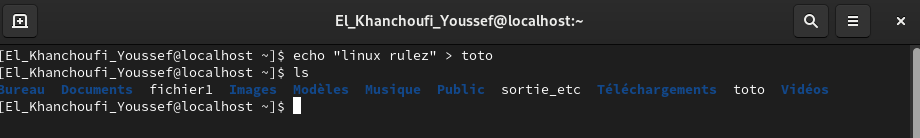 El_Khanchoufi_Youssef@localhost:~
[El_Khanchoufi_Youssef@localhost ~]$ echo "linux rulez" > toto
[El_Khanchoufi_Youssef@localhost ~]$ ls
Bureau  Documents  fichier1  Images  Modèles  Musique  Public  sortie_etc  Téléchargements  toto  Vidéos
[El_Khanchoufi_Youssef@localhost ~]$